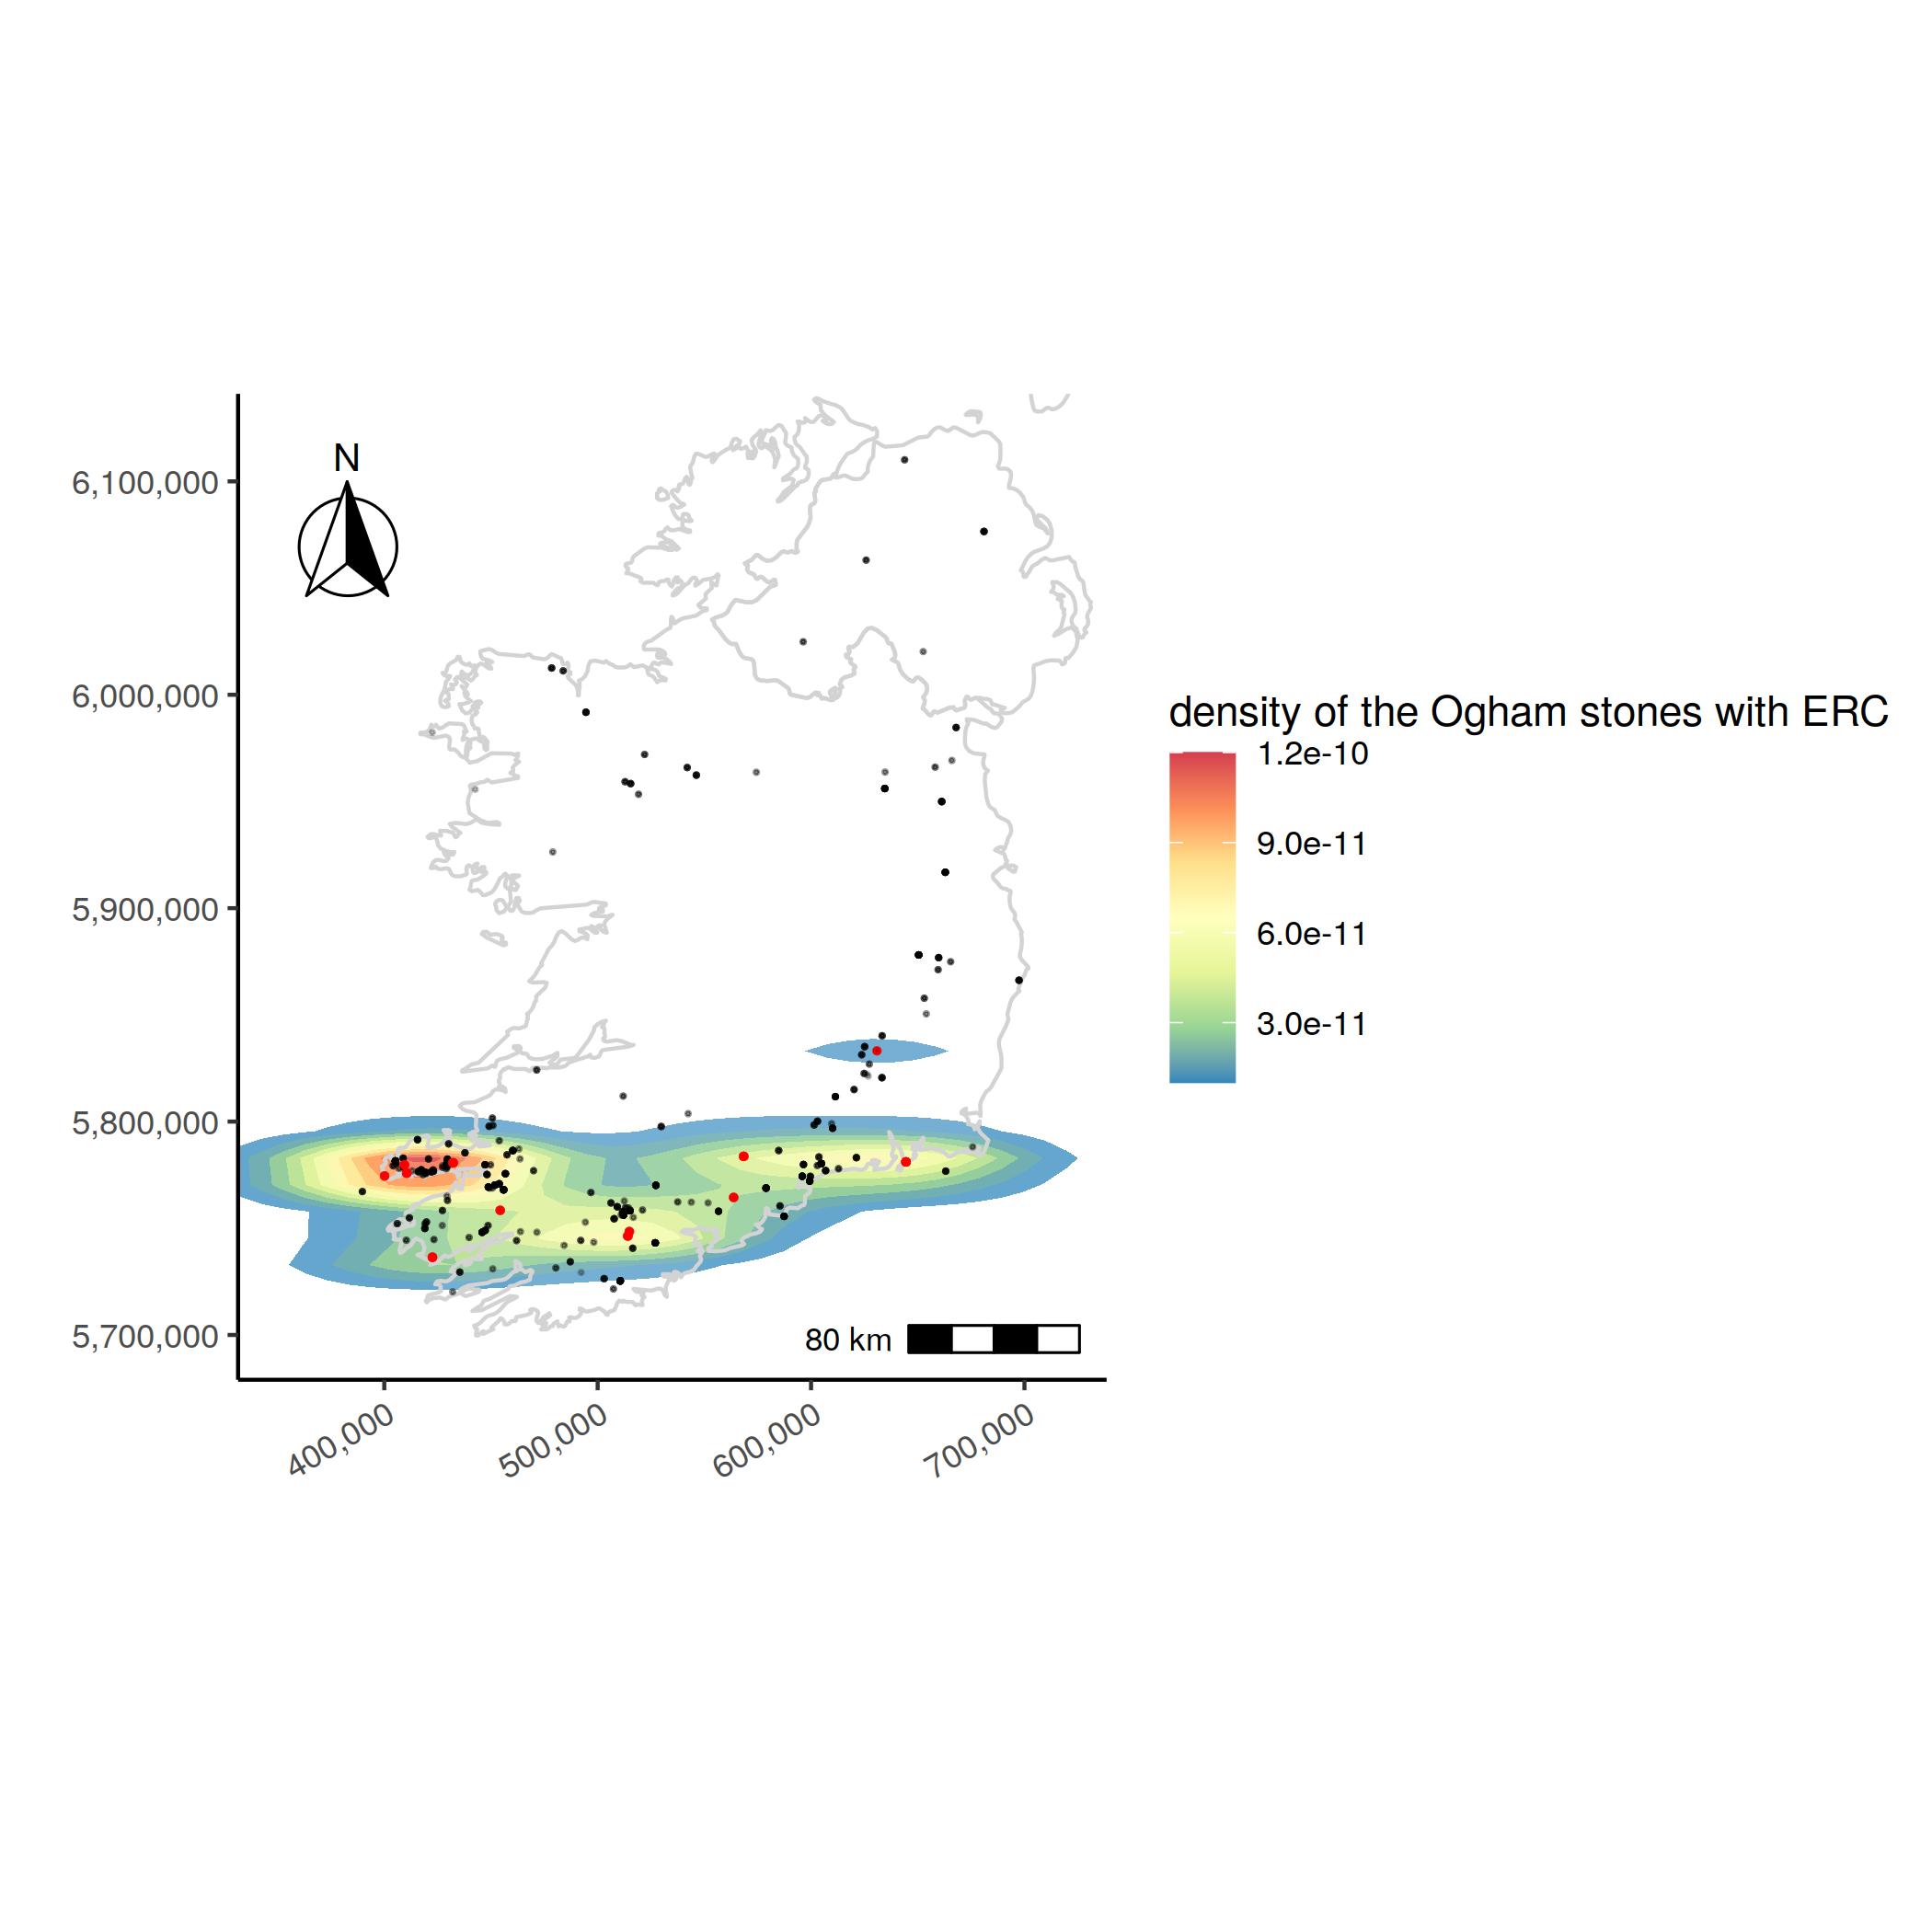 N
6,100,000
6,000,000
5,900,000
5,800,000
5,700,000
400,000
500,000
600,000
700,000
80 km
density of the Ogham stones with ERC
1.2e-10
9.0e-11
6.0e-11
3.0e-11